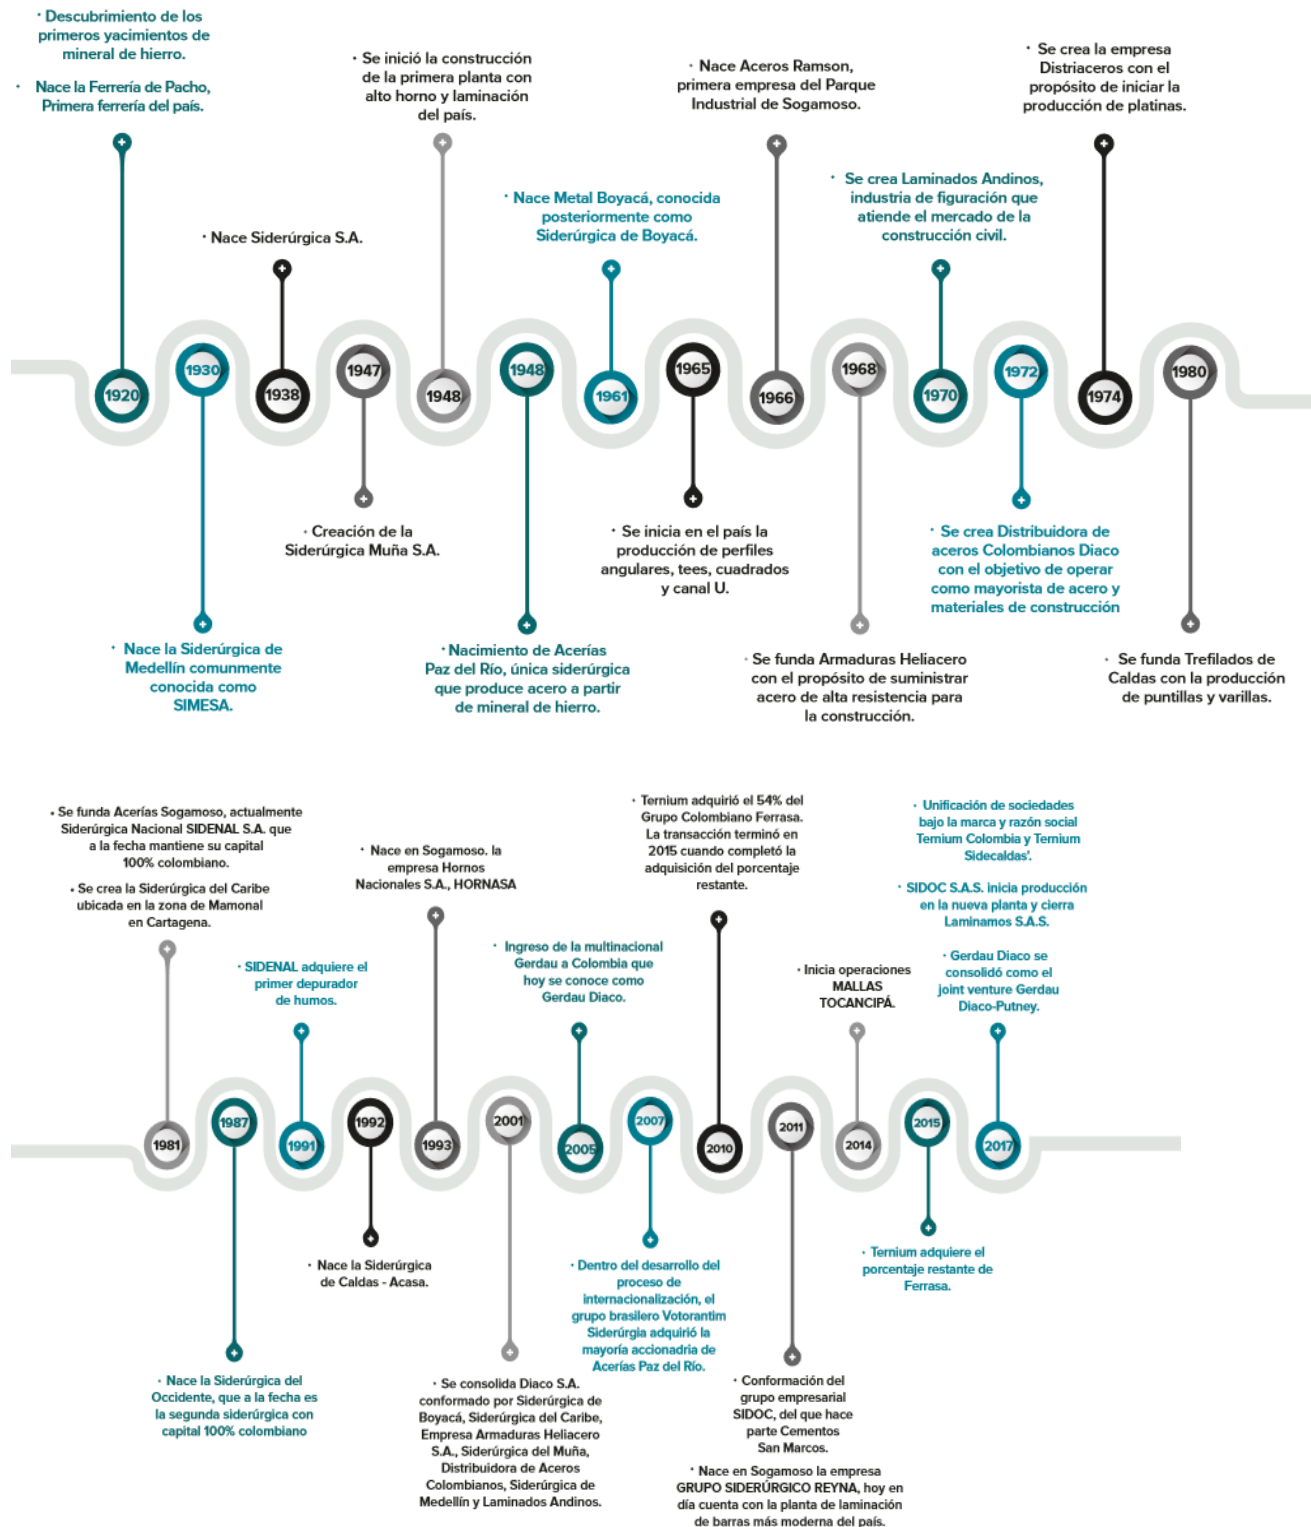 · Descubrimiento de los
primeros yacimientos de
mineral de hierro.
· Nace la Ferrería de Pacho,
Primera ferrería del país.
· Nace Siderúrgica S.A.
· Se inició la construcción
de la primera planta con
alto horno y laminación
del país.
· Nace Metal Boyacá, conocida
posteriormente como
Siderúrgica de Boyacá.
· Nace Aceros Ramson,
primera empresa del Parque
Industrial de Sogamoso.
· Se crea Laminados Andinos,
industria de figuración que
atiende el mercado de la
construcción civil.
· Se crea la empresa
Distriaceros con el
propósito de iniciar la
producción de platinas.
1920
1930
1938
1947
1948
1948
1961
1965
1966
1968
1970
1972
1974
1980
· Nace la Siderúrgica de
Medellín comunmente
conocida como
SIMESA.
· Creación de la
Siderúrgica Muña S.A.
· Nacimiento de Acerías
Paz del Río, única siderúrgica
que produce acero a partir
de mineral de hierro.
· Se inicia en el país la
producción de perfiles
angulares, tees, cuadrados
y canal U.
· Se funda Armaduras Heliacero
con el propósito de suministrar
acero de alta resistencia para
la construcción.
· Se crea Distribuidora de
aceros Colombianos Diaco
con el objetivo de operar
como mayorista de acero y
materiales de construcción
· Se funda Trefilados de
Caldas con la producción
de puntillas y varillas.
· Se funda Acerías Sogamoso, actualmente
Siderúrgica Nacional SIDENAL S.A. que
a la fecha mantiene su capital
100% colombiano.
· Se crea la Siderúrgica del Caribe
ubicada en la zona de Mamonal
en Cartagena.
· SIDENAL adquiere el
primer depurador
de humos.
· Nace en Sogamoso. la
empresa Hornos
Nacionales S.A., HORNASA
· Ingreso de la multinacional
Gerdau a Colombia que
hoy se conoce como
Gerdau Diaco.
· Ternium adquirió el 54% del
Grupo Colombiano Ferrasa.
La transacción terminó en
2015 cuando completó la
adquisición del porcentaje
restante.
· Inicia operaciones
MALLAS
TOCANCIPÁ.
· Unificación de sociedades
bajo la marca y razón social
Ternium Colombia y Ternium
Sidecaldas'.
· SIDOC S.A.S. inicia producción
en la nueva planta y cierra
Laminamos S.A.S.
· Gerdau Diaco se
consolidó como el
joint venture Gerdau
Diaco-Putney.
1981
1987
1991
1992
1993
2001
2005
2007
2010
2011
2014
2015
2017
· Nace la Siderúrgica del
Occidente, que a la fecha es
la segunda siderúrgica con
capital 100% colombiano
· Nace la Siderúrgica
de Caldas - Acasa.
· Se consolida Diaco S.A.
conformado por Siderúrgica de
Boyacá, Siderúrgica del Caribe,
Empresa Armaduras Heliacero
S.A., Siderúrgica del Muña,
Distribuidora de Aceros
Colombianos, Siderúrgica de
Medellín y Laminados Andinos.
· Dentro del desarrollo del
proceso de
internacionalización, el
grupo brasilero Votorantim
Siderúrgia adquirió la
mayoría accionadria de
Acerías Paz del Río.
· Conformación del
grupo empresarial
SIDOC, del que hace
parte Cementos
San Marcos.
· Nace en Sogamoso la empresa
GRUPO SIDERÚRGICO REYNA, hoy en
día cuenta con la planta de laminación
de barras más moderna del país.
· Ternium adquiere el
porcentaje restante de
Ferrasa.